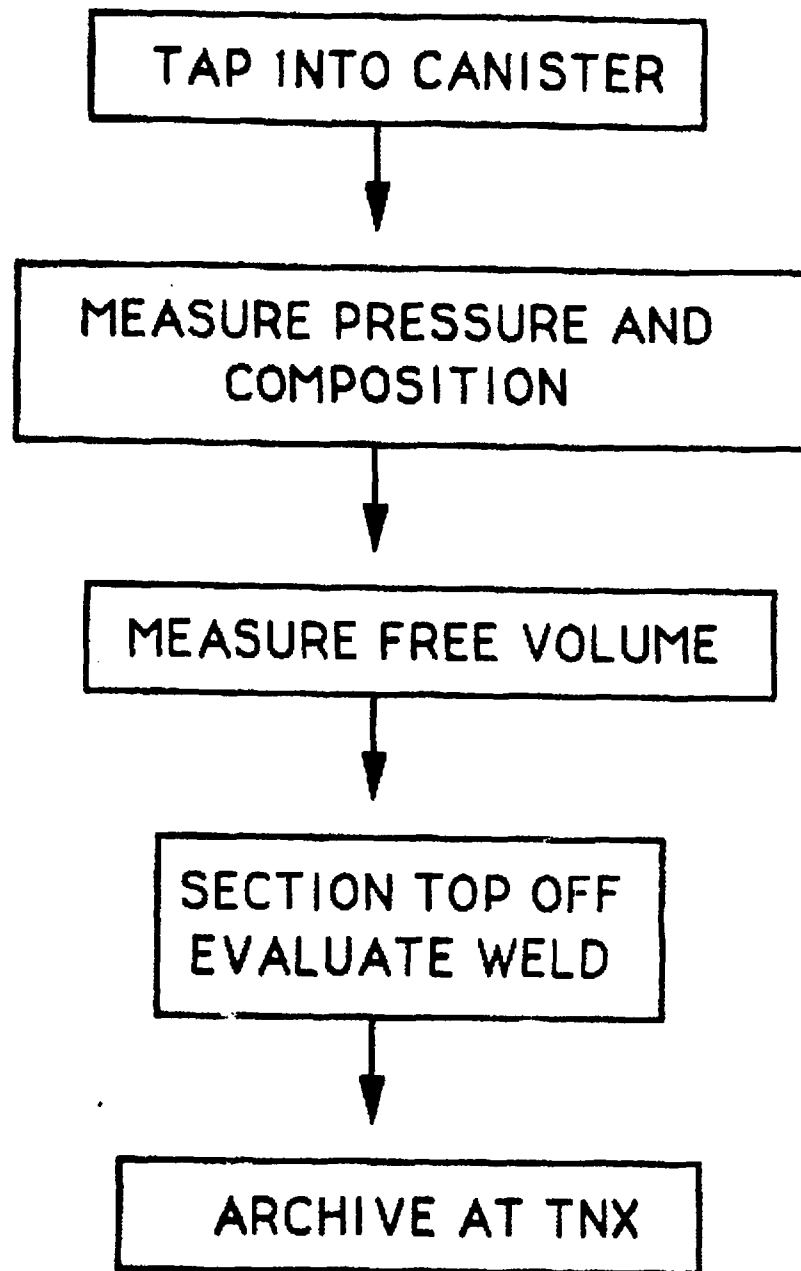 TAP INTO CANISTER
MEASURE PRESSURE AND
COMPOSITION
MEASURE FREE VOLUME
SECTION TOP OFF
EVALUATE WELD
ARCHIVE AT TNX